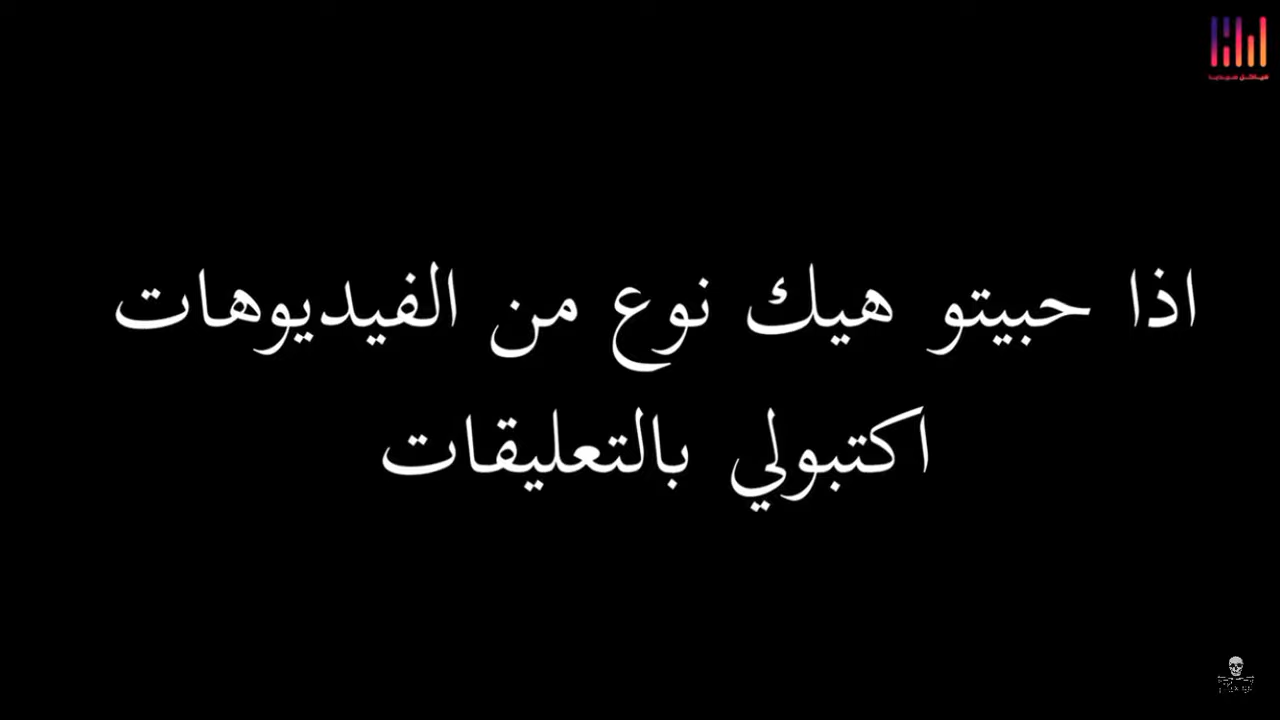 اذا حبيتو هيك نوع من الفيديوهات
اكتبولي بالتعليقات